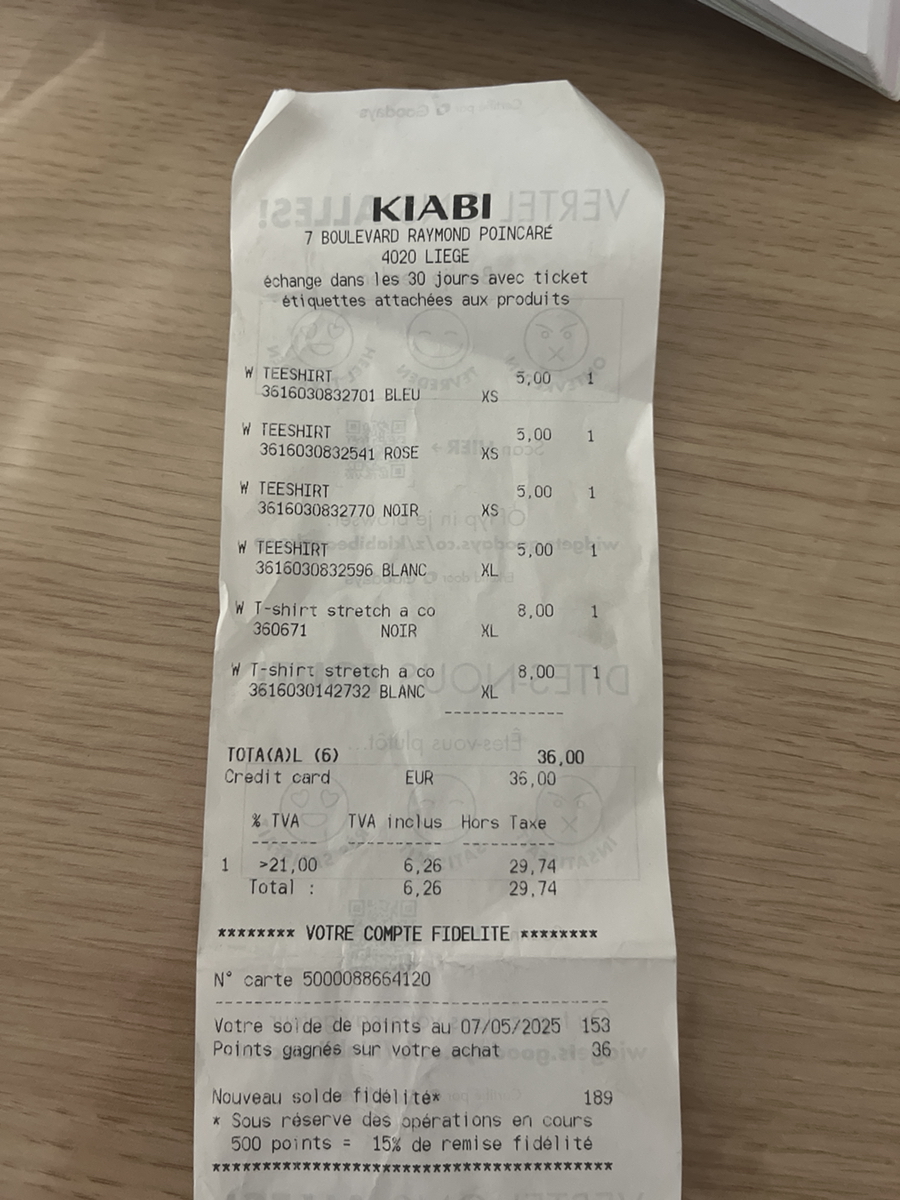 KIABI
7 BOULEVARD RAYMOND POINCARÉ
4020 LIEGE
échange dans les 30 jours avec ticket
étiquettes attachées aux produits
W TEESHIRT 5,00 1
3616030832701 BLEU XS
W TEESHIRT 5,00 1
3616030832541 ROSE XS
W TEESHIRT 5,00 1
3616030832770 NOIR XS
W TEESHIRT 5,00 1
3616030832596 BLANC XL
W T-shirt stretch a co 8,00 1
360671 NOIR XL
W T-shirt stretch a co 8,00 1
3616030142732 BLANC XL
------------
TOTA(A)L (6) 36,00
Credit card EUR 36,00
% TVA TVA inclus Hors Taxe
------- ---------- ----------
1 >21,00 6,26 29,74
Total : 6,26 29,74
******** VOTRE COMPTE FIDELITE ********
N° carte 5000088664120
----------------------------------------
Votre solde de points au 07/05/2025 153
Points gagnés sur votre achat 36
Nouveau solde fidélité* 189
* Sous réserve des opérations en cours
500 points = 15% de remise fidélité
****************************************